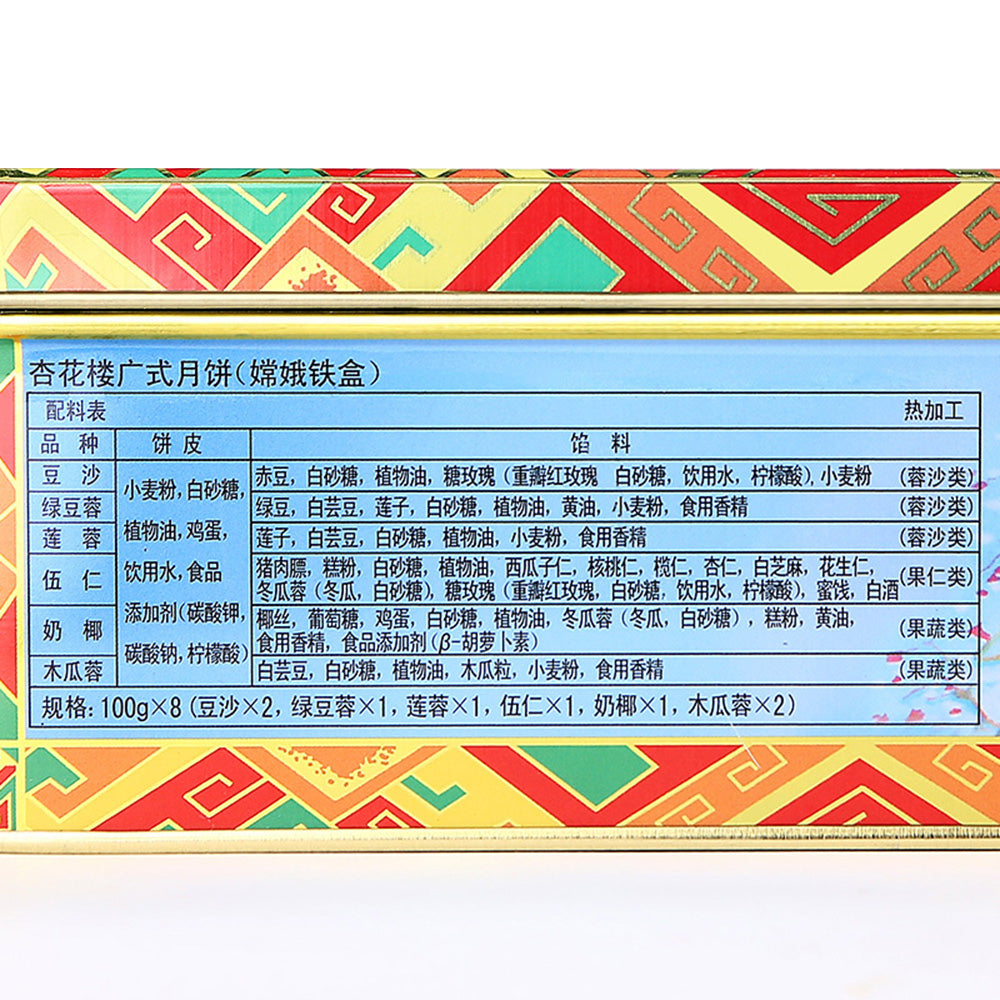 杏花楼广式月饼(嫦娥铁盒)
配料表 热加工
品 种 饼 皮 馅 料
豆 沙 赤豆，白砂糖，植物油，糖玫瑰（重瓣红玫瑰 白砂糖，饮用水，柠檬酸），小麦粉 (蓉沙类)
小麦粉，白砂糖，
绿豆蓉 绿豆，白芸豆，莲子，白砂糖，植物油，黄油，小麦粉，食用香精 (蓉沙类)
植物油，鸡蛋，
莲 蓉 莲子，白芸豆，白砂糖，植物油，小麦粉，食用香精 (蓉沙类)
饮用水，食品
伍 仁 猪肉膘，糕粉，白砂糖，植物油，西瓜子仁，核桃仁，榄仁，杏仁，白芝麻，花生仁，
冬瓜蓉（冬瓜，白砂糖），糖玫瑰（重瓣红玫瑰，白砂糖，饮用水，柠檬酸），蜜饯，白酒 (果仁类)
添加剂(碳酸钾，
奶 椰 椰丝，葡萄糖，鸡蛋，白砂糖，植物油，冬瓜蓉（冬瓜，白砂糖），糕粉，黄油，
食用香精，食品添加剂（β-胡萝卜素） (果蔬类)
碳酸钠，柠檬酸)
木瓜蓉 白芸豆，白砂糖，植物油，木瓜粒，小麦粉，食用香精 (果蔬类)
规格：100g×8（豆沙×2，绿豆蓉×1，莲蓉×1，伍仁×1，奶椰×1，木瓜蓉×2）